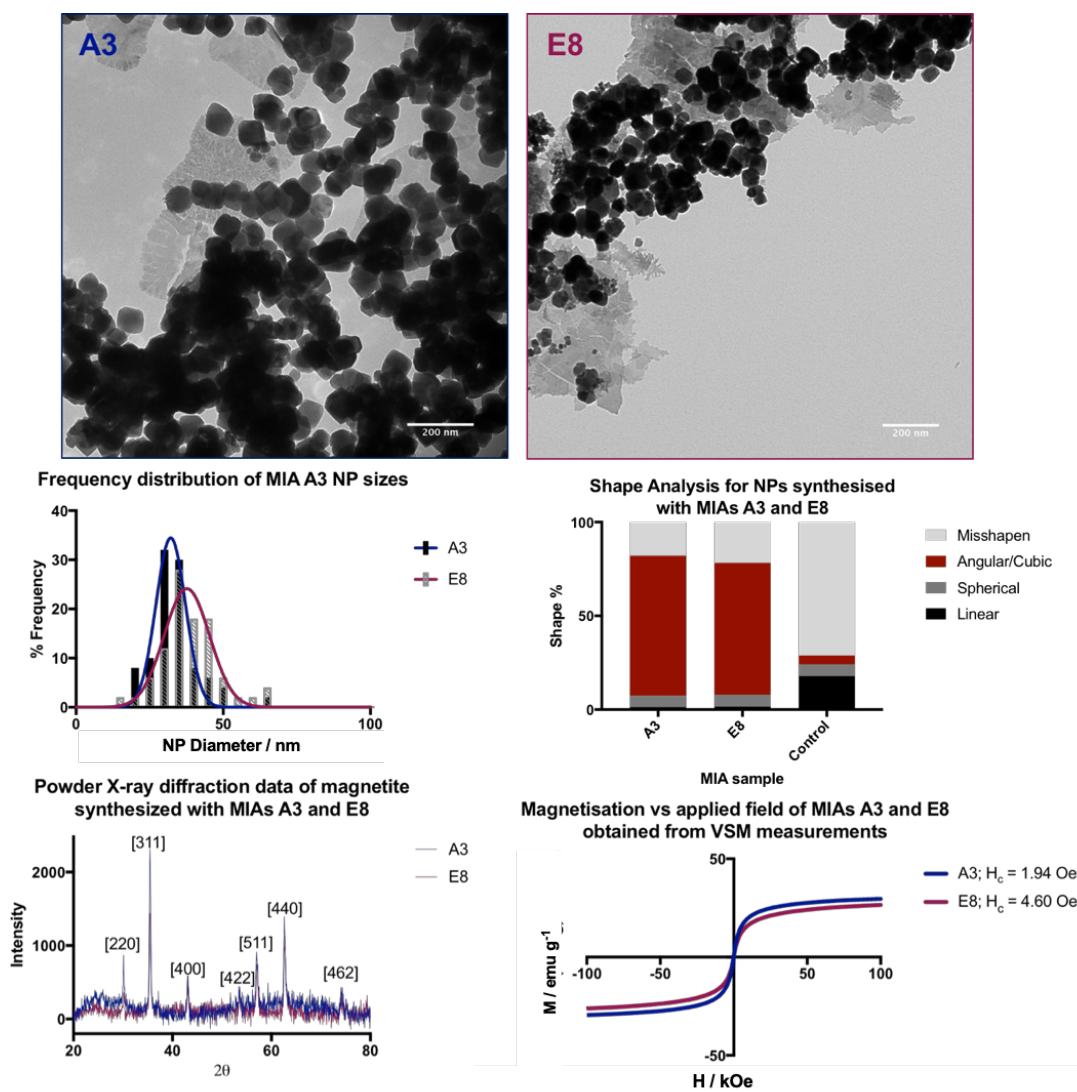 A3
E8
200 nm
200 nm
Frequency distribution of MIA A3 NP sizes
40
30
20
10
0
% Frequency
0
50
100
NP Diameter / nm
A3
E8
Shape Analysis for NPs synthesised
with MIAs A3 and E8
100
50
0
Shape %
A3
E8
Control
MIA sample
Misshapen
Angular/Cubic
Spherical
Linear
Powder X-ray diffraction data of magnetite
synthesized with MIAs A3 and E8
[311]
[440]
[220]
[511]
[400]
[422]
[462]
2000
1000
0
Intensity
20
40
60
80
2θ
A3
E8
Magnetisation vs applied field of MIAs A3 and E8
obtained from VSM measurements
50
-100
-50
50
100
-50
M / emu g-1
H / kOe
A3; Hc = 1.94 Oe
E8; Hc = 4.60 Oe